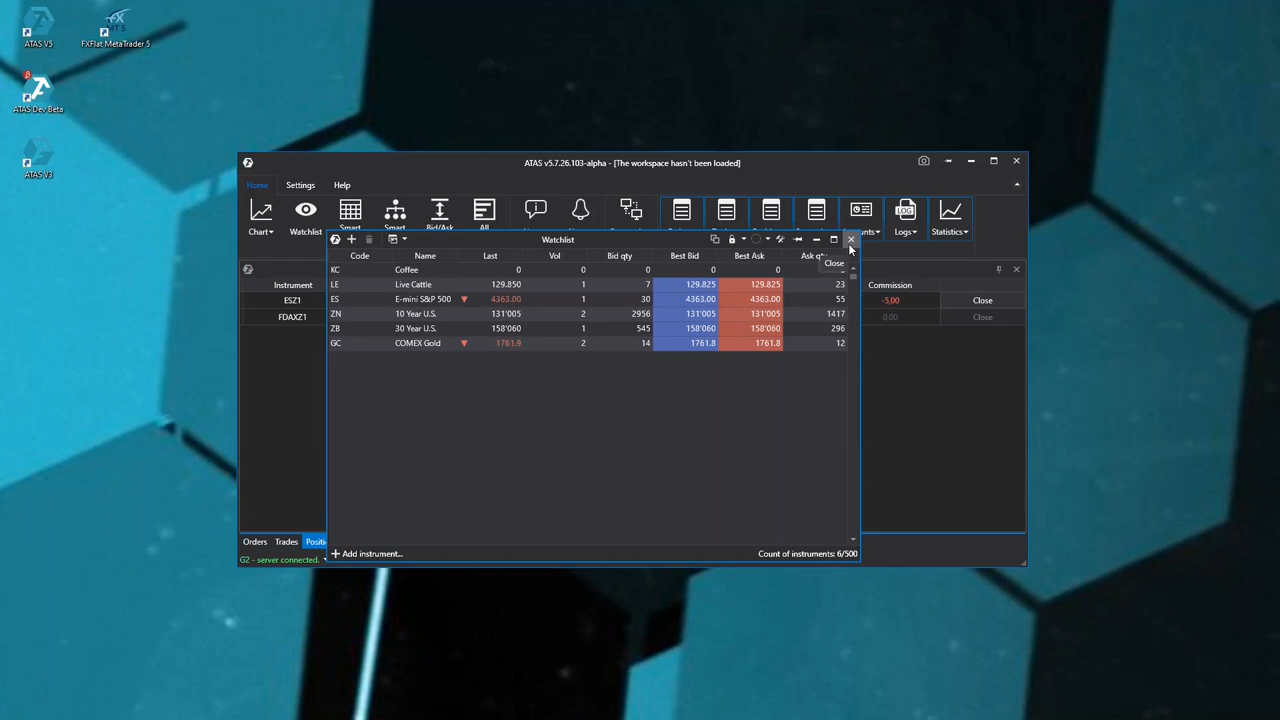 ATAS V5
FX
MT 5
FXFlat MetaTrader 5
ATAS Dev Beta
ATAS V3
ATAS v5.7.26.103-alpha - [The workspace hasn't been loaded]
Home Settings Help
Chart Watchlist Smart Smart Bid/Ask All Logs Statistics
LOG
Watchlist
Close
Code Name Last Vol Bid qty Best Bid Best Ask
KC Coffee 0 0 0 0 0
LE Live Cattle 129.850 1 7 129.825 129.825 23
ES E-mini S&P 500 4363.00 1 30 4363.00 4363.00 55
ZN 10 Year U.S. 131'005 2 2956 131'005 131'005 1417
ZB 30 Year U.S. 158'060 1 545 158'060 158'060 296
GC COMEX Gold 1761.9 2 14 1761.8 1761.8 12
Add instrument...
Count of instruments: 6/500
Instrument Commission
ESZ1 -5,00 Close
FDAXZ1 0,00 Close
Orders Trades
G2 - server connected.